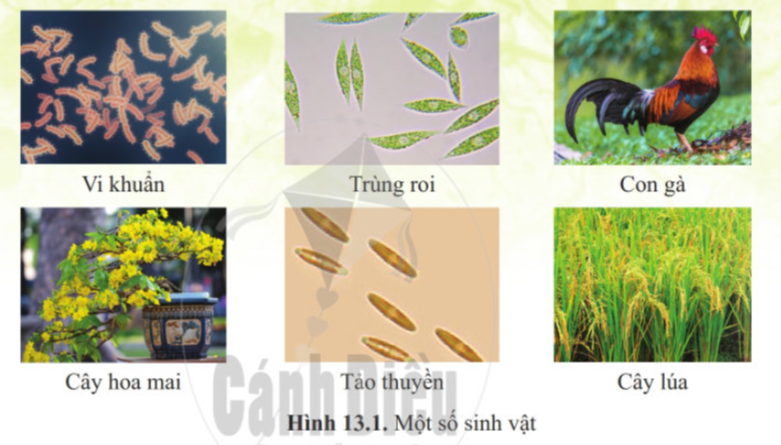 Vi khuẩn
Trùng roi
Con gà
Cây hoa mai
Tảo thuyền
Cây lúa
Cánh Diều
Hình 13.1. Một số sinh vật